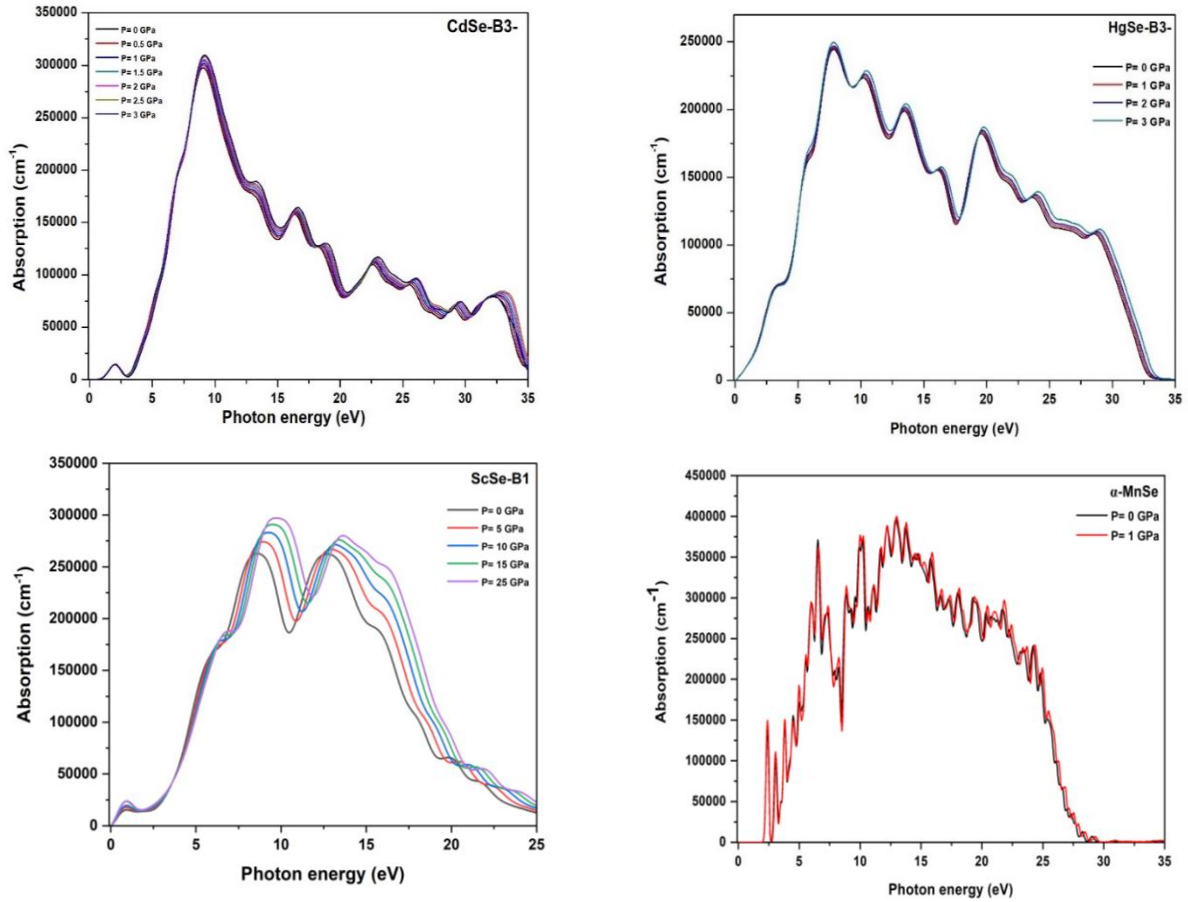 CdSe-B3-
P= 0 GPa
P= 0.5 GPa
P= 1 GPa
P= 1.5 GPa
P= 2 GPa
P= 2.5 GPa
P= 3 GPa
350000
300000
250000
200000
150000
100000
50000
0
Absorption (cm⁻¹)
0 5 10 15 20 25 30 35
Photon energy (eV)
HgSe-B3-
P= 0 GPa
P= 1 GPa
P= 2 GPa
P= 3 GPa
250000
200000
150000
100000
50000
0
Absorption (cm⁻¹)
0 5 10 15 20 25 30 35
Photon energy (eV)
ScSe-B1
P= 0 GPa
P= 5 GPa
P= 10 GPa
P= 15 GPa
P= 25 GPa
350000
300000
250000
200000
150000
100000
50000
0
Absorption (cm⁻¹)
0 5 10 15 20 25
Photon energy (eV)
α-MnSe
P= 0 GPa
P= 1 GPa
450000
400000
350000
300000
250000
200000
150000
100000
50000
0
Absorption (cm⁻¹)
0 5 10 15 20 25 30 35
Photon energy (eV)